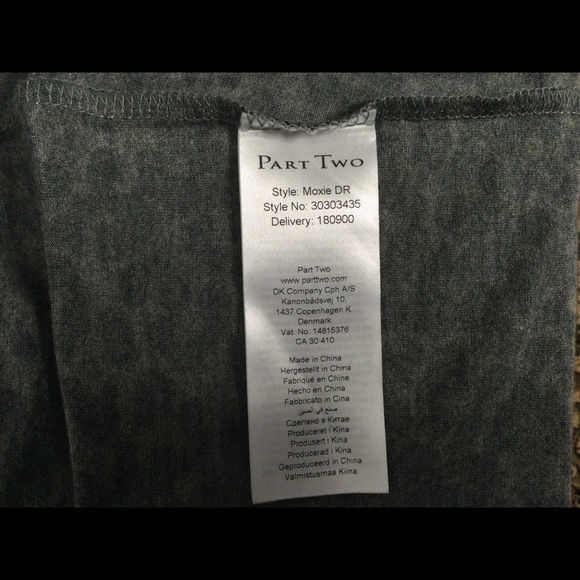 PART TWO
Style: Moxie DR
Style No: 30303435
Delivery: 180900
Part Two
www.parttwo.com
DK Company Cph A/S
Kanonbådsvej 10,
1437 Copenhagen K.
Denmark
Vat. No. 14815376
CA 30 410
Made in China
Hergestellt in China
Fabriqué en Chine
Hecho en China
Fabbricato in Cina
صنع في الصين
Сделано в Китае
Produceret i Kina
Produsert i Kina
Producerad i Kina
Geproduceerd in China
Valmistusmaa Kiina